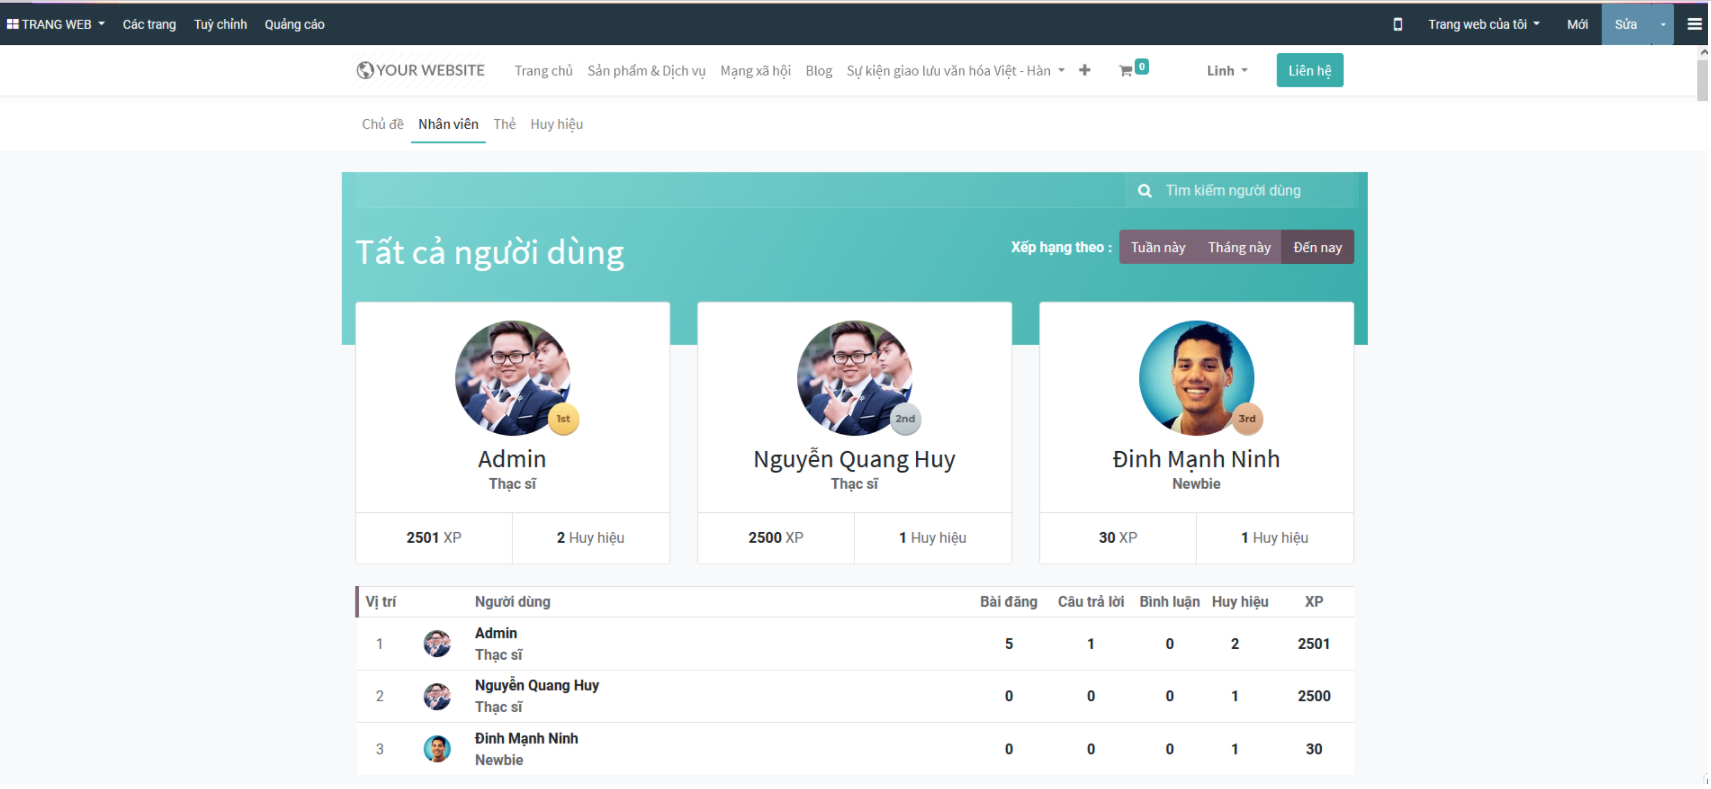 TRANG WEB Các trang Tuỳ chỉnh Quảng cáo Trang web của tôi Mới Sửa
YOUR WEBSITE Trang chủ Sản phẩm & Dịch vụ Mạng xã hội Blog Sự kiện giao lưu văn hóa Việt - Hàn + 0 Linh Liên hệ
Chủ đề Nhân viên Thẻ Huy hiệu
Tìm kiếm người dùng
Tất cả người dùng Xếp hạng theo : Tuần này Tháng này Đến nay
1st 2nd 3rd
Admin Nguyễn Quang Huy Đinh Mạnh Ninh
Thạc sĩ Thạc sĩ Newbie
2501 XP 2 Huy hiệu 2500 XP 1 Huy hiệu 30 XP 1 Huy hiệu
Vị trí Người dùng Bài đăng Câu trả lời Bình luận Huy hiệu XP
1 Admin 5 1 0 2 2501
Thạc sĩ
2 Nguyễn Quang Huy 0 0 0 1 2500
Thạc sĩ
3 Đinh Mạnh Ninh 0 0 0 1 30
Newbie